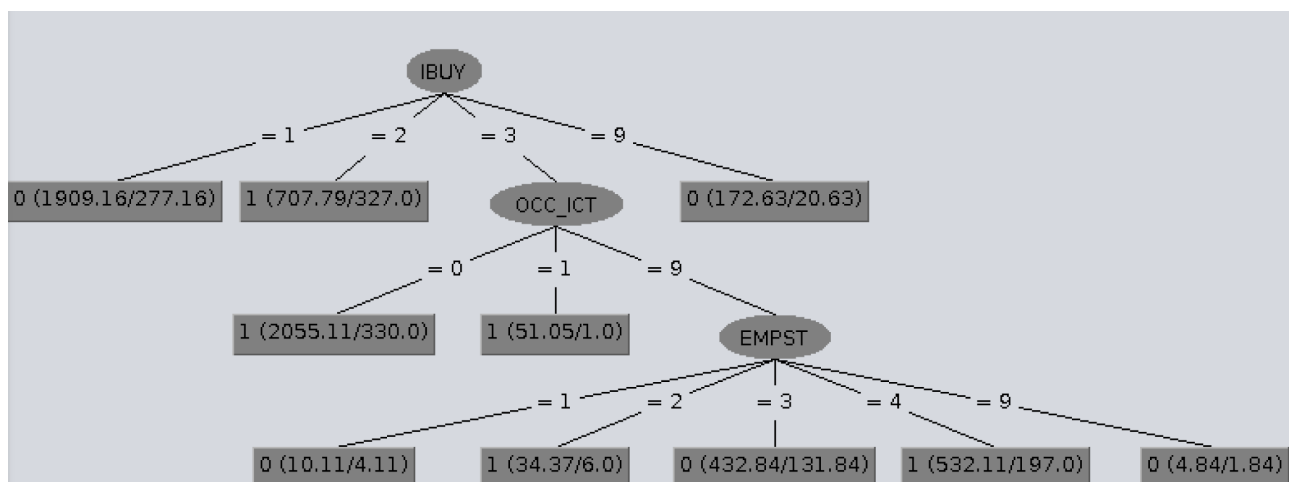 IBUY
= 1 = 2 = 3 = 9
0 (1909.16/277.16) 1 (707.79/327.0) OCC_ICT 0 (172.63/20.63)
= 0 = 1 = 9
1 (2055.11/330.0) 1 (51.05/1.0) EMPST
= 1 = 2 = 3 = 4 = 9
0 (10.11/4.11) 1 (34.37/6.0) 0 (432.84/131.84) 1 (532.11/197.0) 0 (4.84/1.84)